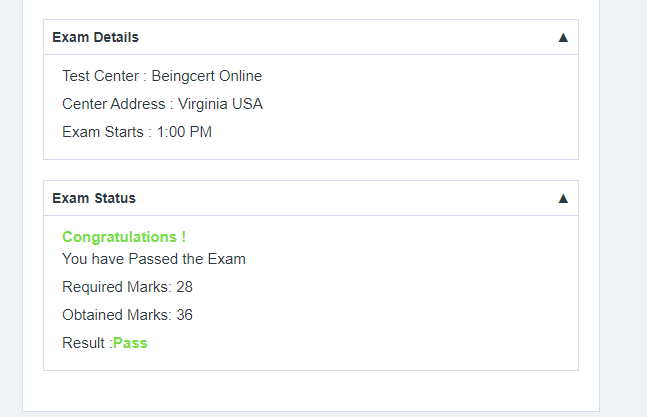 Exam Details ▲
Test Center : Beingcert Online
Center Address : Virginia USA
Exam Starts : 1:00 PM
Exam Status ▲
Congratulations !
You have Passed the Exam
Required Marks: 28
Obtained Marks: 36
Result :Pass